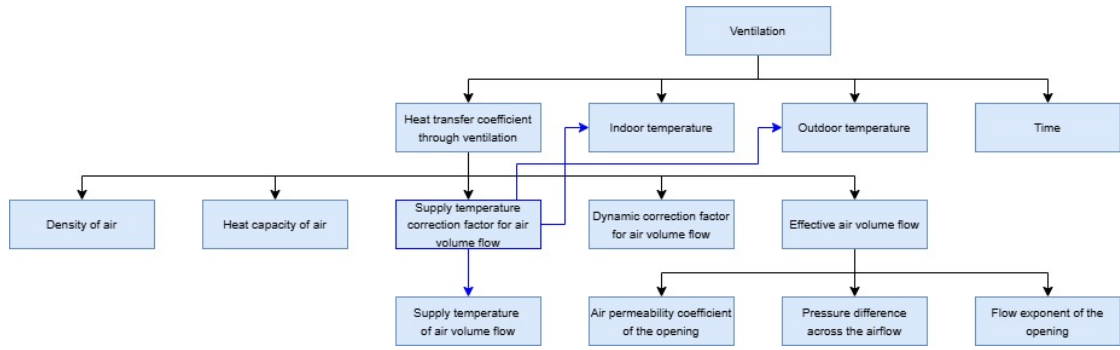 Ventilation
Heat transfer coefficient
through ventilation
Indoor temperature
Outdoor temperature
Time
Density of air
Heat capacity of air
Supply temperature
correction factor for air
volume flow
Dynamic correction factor
for air volume flow
Effective air volume flow
Supply temperature
of air volume flow
Air permeability coefficient
of the opening
Pressure difference
across the airflow
Flow exponent of the
opening